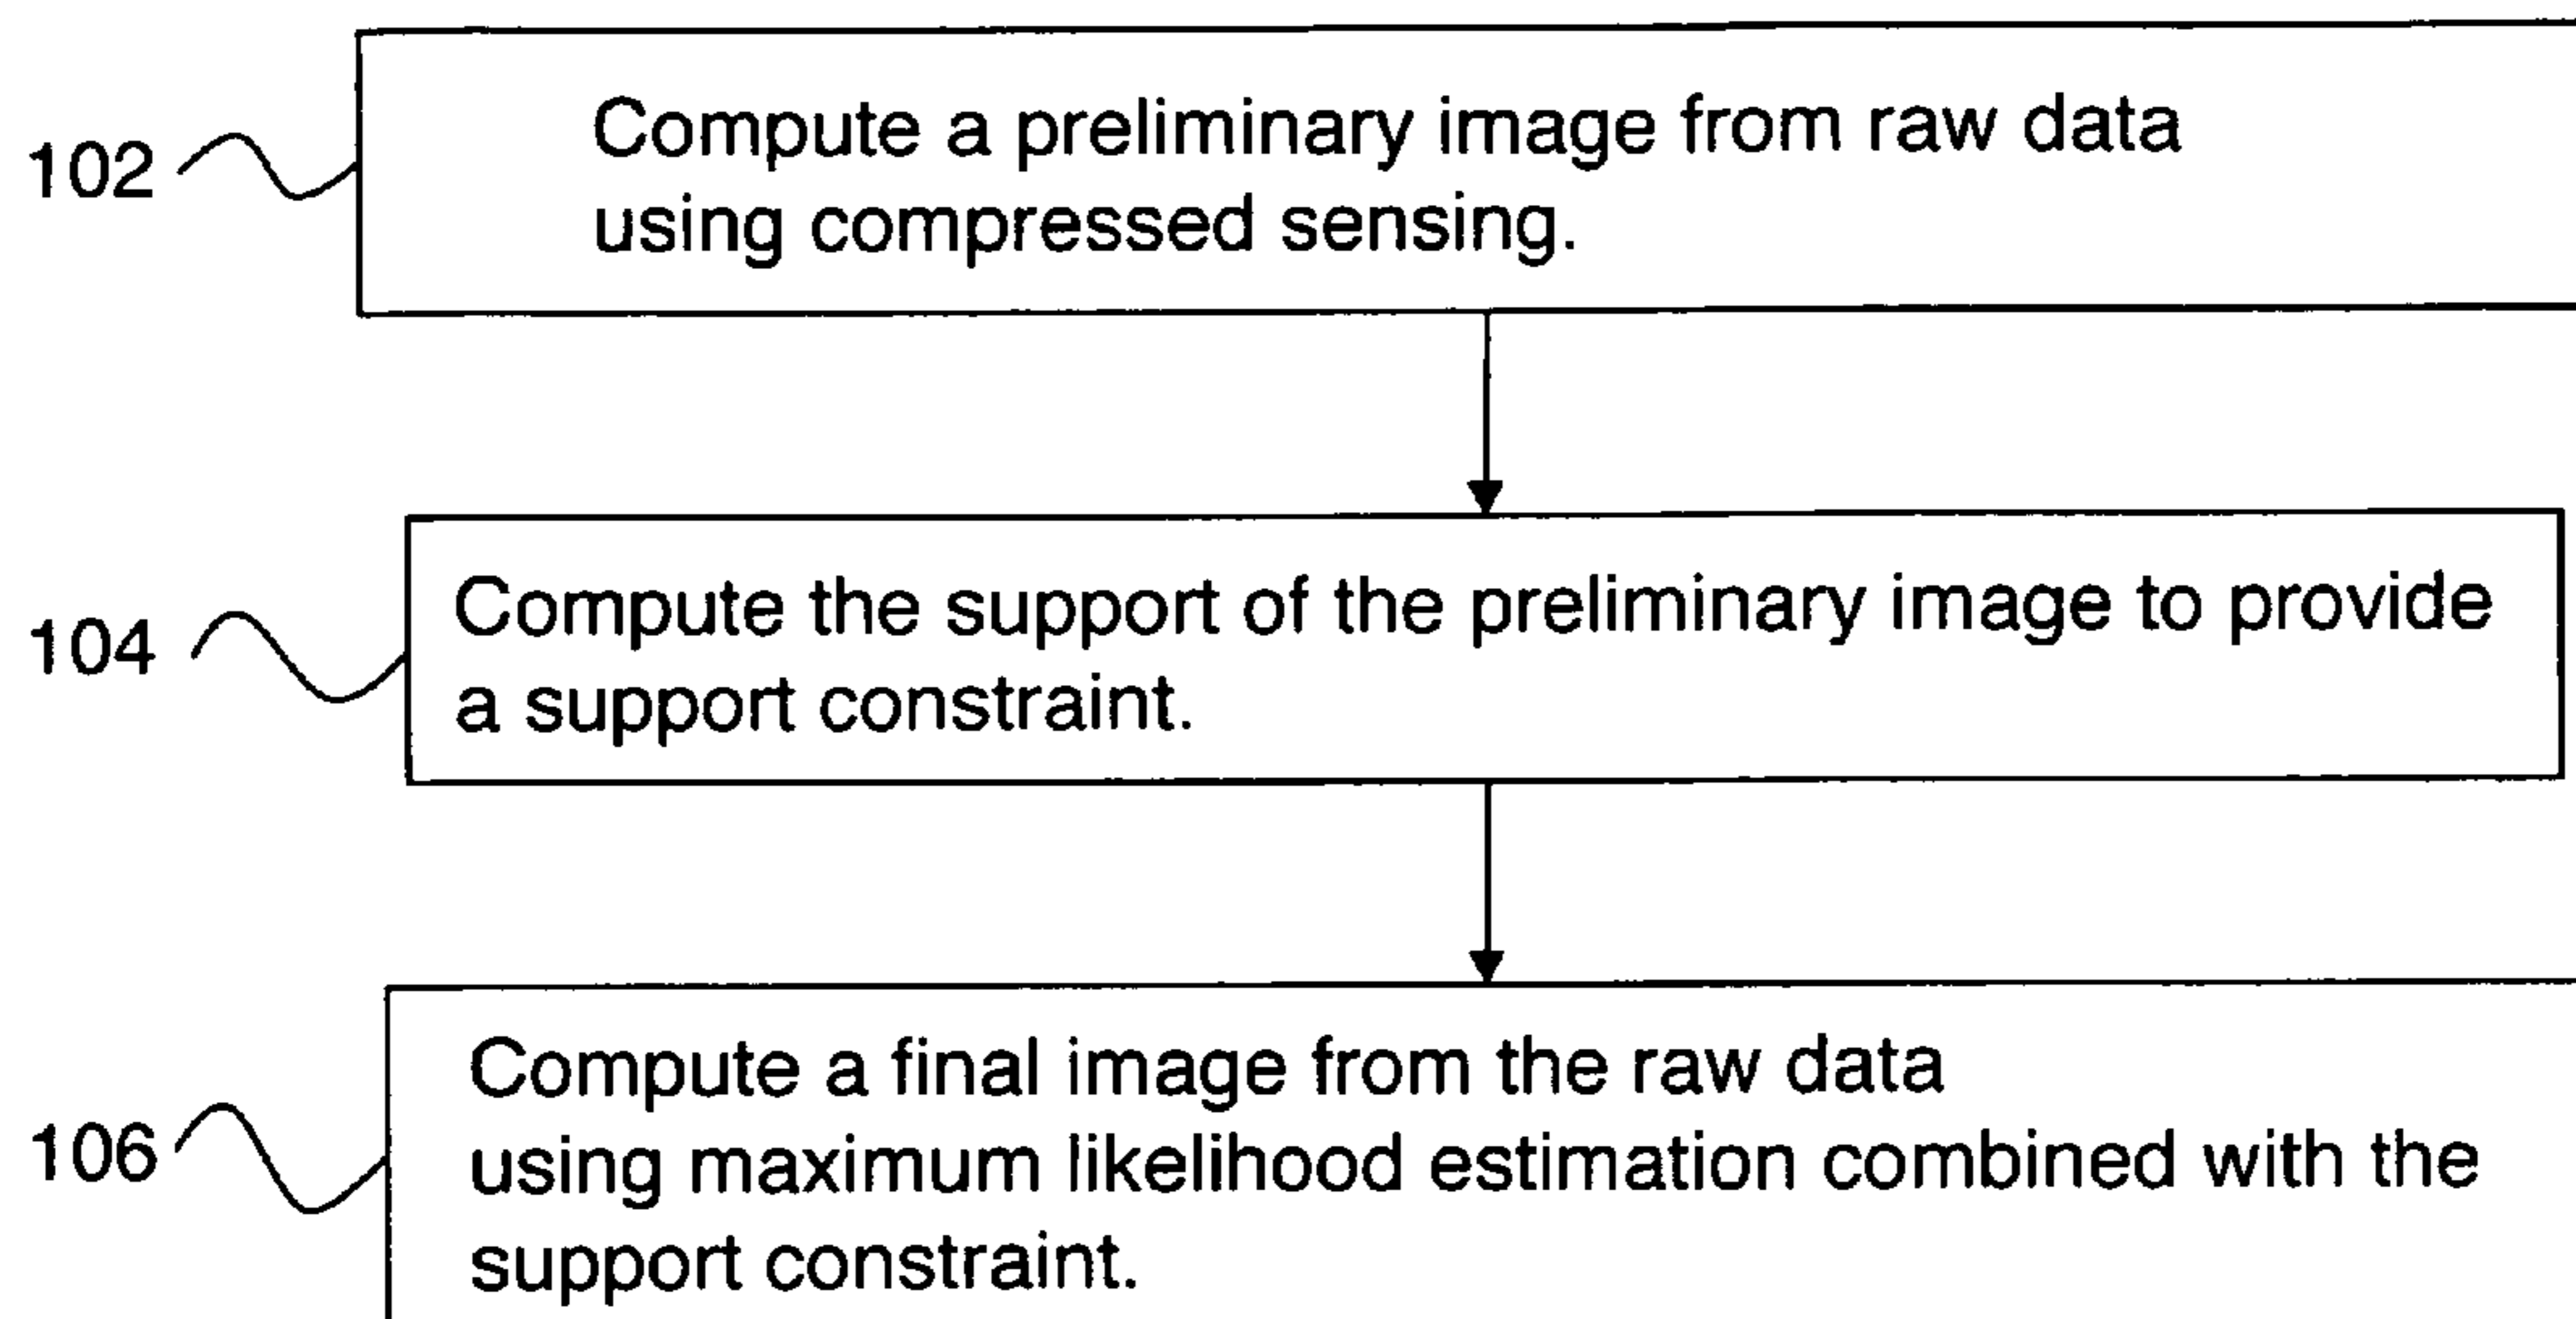 102
Compute a preliminary image from raw data
using compressed sensing.
104
Compute the support of the preliminary image to provide
a support constraint.
106
Compute a final image from the raw data
using maximum likelihood estimation combined with the
support constraint.